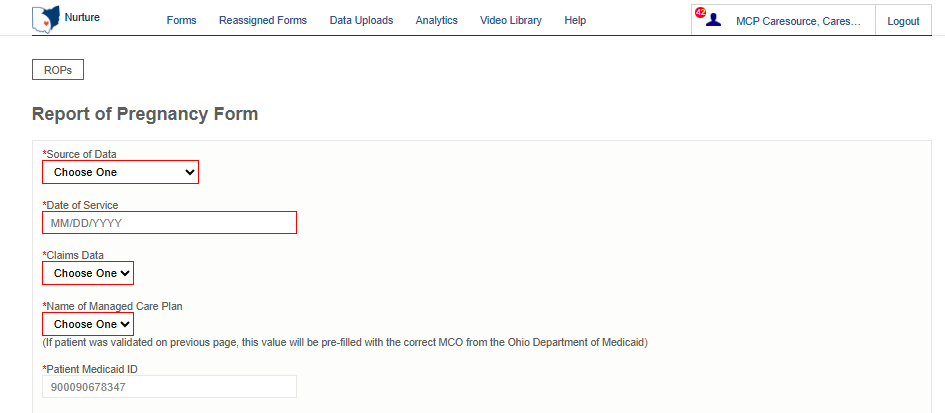 Nurture
Forms
Reassigned Forms
Data Uploads
Analytics
Video Library
Help
42
MCP Caresource, Cares...
Logout
ROPs
Report of Pregnancy Form
*Source of Data
Choose One
*Date of Service
MM/DD/YYYY
*Claims Data
Choose One
*Name of Managed Care Plan
Choose One
(If patient was validated on previous page, this value will be pre-filled with the correct MCO from the Ohio Department of Medicaid)
*Patient Medicaid ID
900090678347